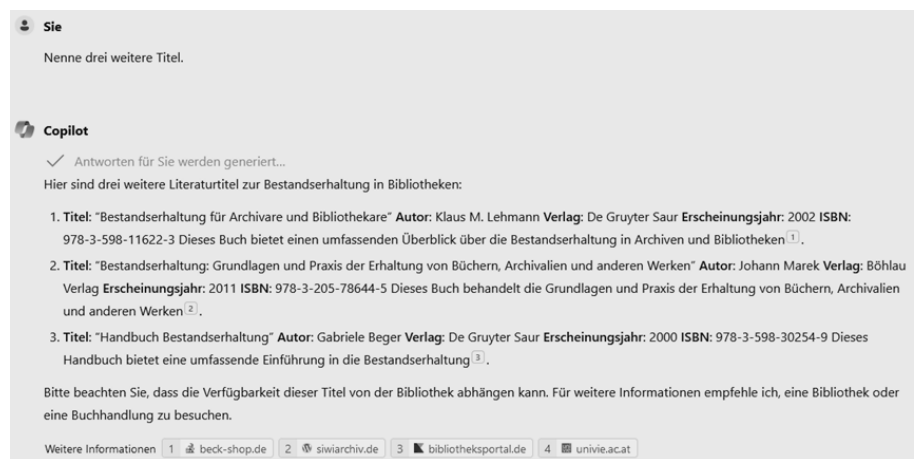 Sie
Nenne drei weitere Titel.
Copilot
Antworten für Sie werden generiert...
Hier sind drei weitere Literaturtitel zur Bestandserhaltung in Bibliotheken:
1. Titel: "Bestandserhaltung für Archivare und Bibliothekare" Autor: Klaus M. Lehmann Verlag: De Gruyter Saur Erscheinungsjahr: 2002 ISBN:
978-3-598-11622-3 Dieses Buch bietet einen umfassenden Überblick über die Bestandserhaltung in Archiven und Bibliotheken 1 .
2. Titel: "Bestandserhaltung: Grundlagen und Praxis der Erhaltung von Büchern, Archivalien und anderen Werken" Autor: Johann Marek Verlag: Böhlau
Verlag Erscheinungsjahr: 2011 ISBN: 978-3-205-78644-5 Dieses Buch behandelt die Grundlagen und Praxis der Erhaltung von Büchern, Archivalien
und anderen Werken 2 .
3. Titel: "Handbuch Bestandserhaltung" Autor: Gabriele Beger Verlag: De Gruyter Saur Erscheinungsjahr: 2000 ISBN: 978-3-598-30254-9 Dieses
Handbuch bietet eine umfassende Einführung in die Bestandserhaltung 3 .
Bitte beachten Sie, dass die Verfügbarkeit dieser Titel von der Bibliothek abhängen kann. Für weitere Informationen empfehle ich, eine Bibliothek oder
eine Buchhandlung zu besuchen.
Weitere Informationen 1 beck-shop.de 2 siwiarchiv.de 3 bibliotheksportal.de 4 univie.ac.at